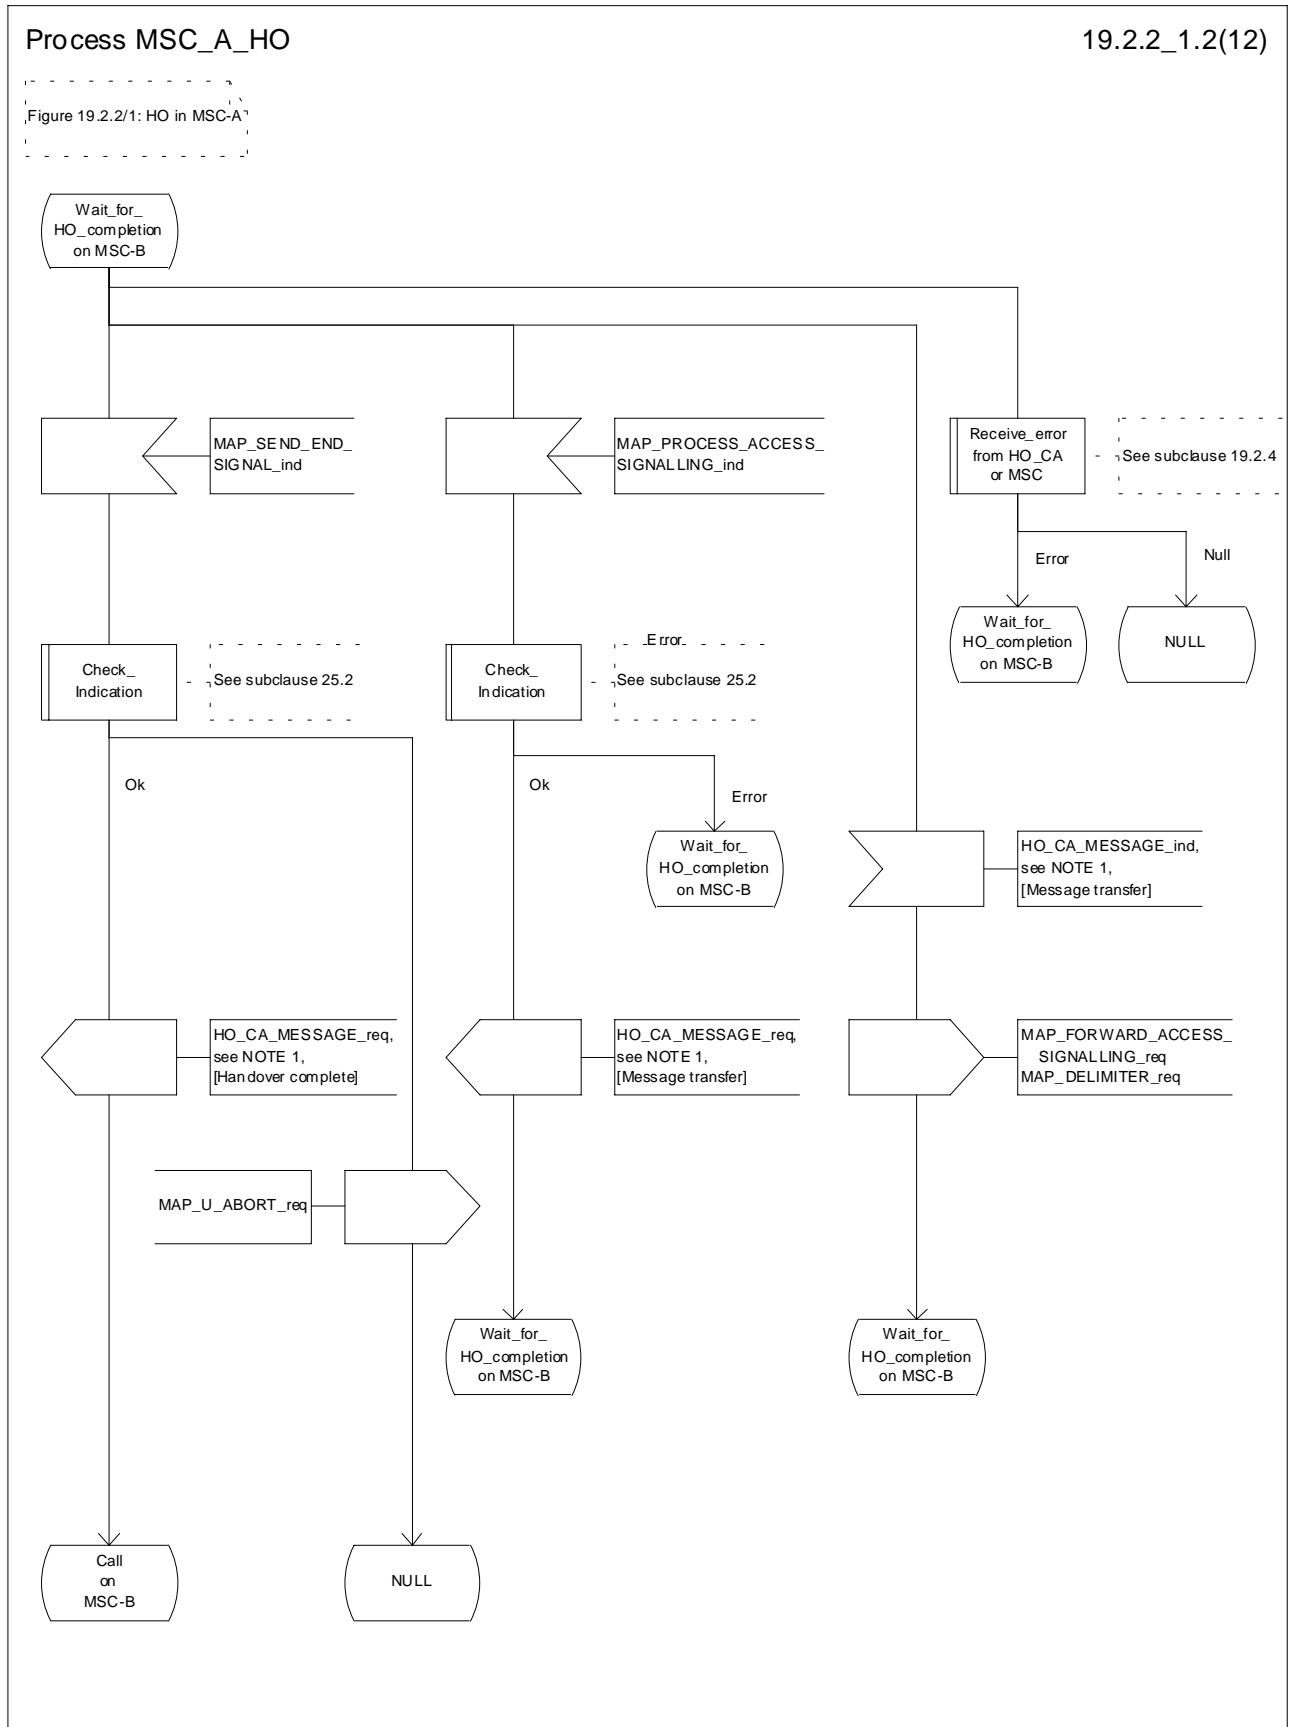 Process MSC_A_HO
19.2.2_1.2(12)
Figure 19.2.2/1: HO in MSC-A
Wait_for_
HO_completion
on MSC-B
MAP_SEND_END_
SIGNAL_ind
MAP_PROCESS_ACCESS_
SIGNALLING_ind
Receive_error
from HO_CA
or MSC
See subclause 19.2.4
Error
Null
Wait_for_
HO_completion
on MSC-B
NULL
Check_
Indication
See subclause 25.2
Error
Check_
Indication
See subclause 25.2
Ok
Ok
Error
Wait_for_
HO_completion
on MSC-B
HO_CA_MESSAGE_ind,
see NOTE 1,
[Message transfer]
HO_CA_MESSAGE_req,
see NOTE 1,
[Handover complete]
HO_CA_MESSAGE_req,
see NOTE 1,
[Message transfer]
MAP_FORWARD_ACCESS_
SIGNALLING_req
MAP_DELIMITER_req
MAP_U_ABORT_req
Wait_for_
HO_completion
on MSC-B
Wait_for_
HO_completion
on MSC-B
Call
on
MSC-B
NULL